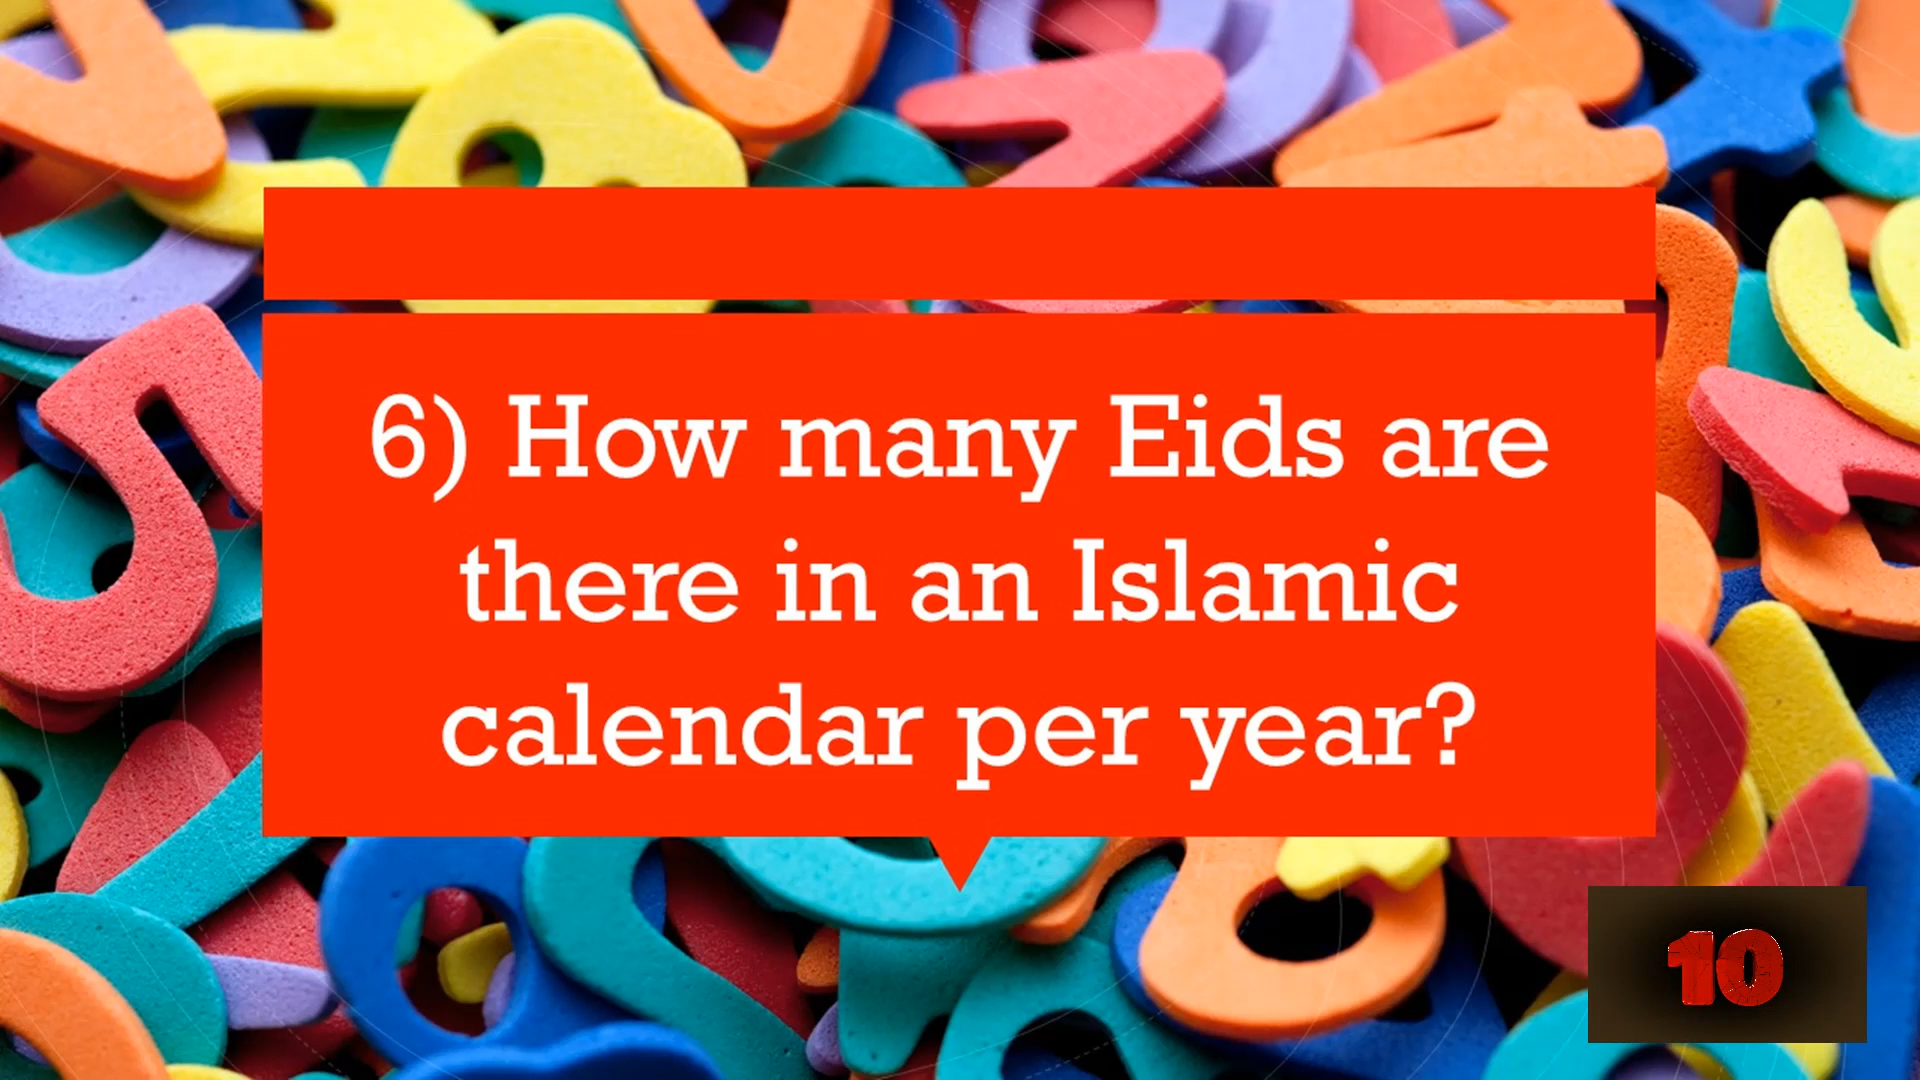 6) How many Eids are
there in an Islamic
calendar per year?
10